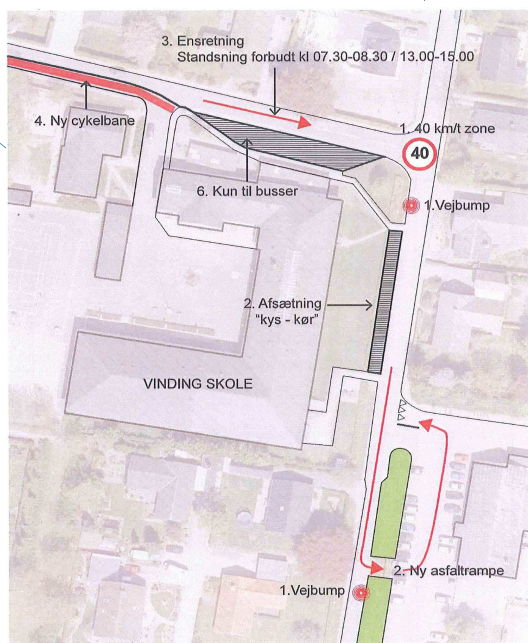 3. Ensretning
Standsning forbudt kl 07.30-08.30 / 13.00-15.00
4. Ny cykelbane
1. 40 km/t zone
40
6. Kun til busser
1.Vejbump
2. Afsætning
"kys - kør"
VINDING SKOLE
2. Ny asfaltrampe
1.Vejbump